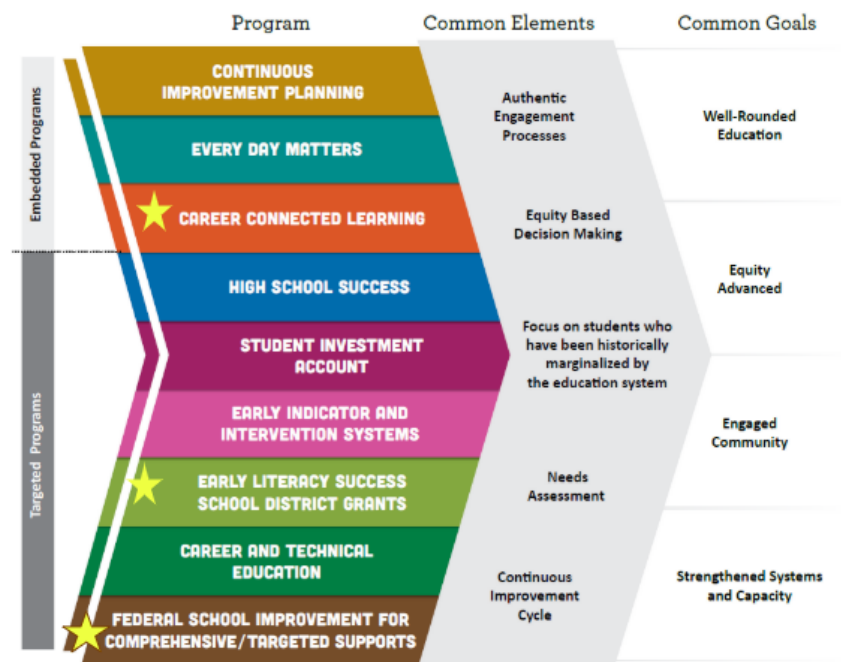 Program
Common Elements
Common Goals
Embedded Programs
Targeted Programs
CONTINUOUS
IMPROVEMENT PLANNING
EVERY DAY MATTERS
CAREER CONNECTED LEARNING
HIGH SCHOOL SUCCESS
STUDENT INVESTMENT
ACCOUNT
EARLY INDICATOR AND
INTERVENTION SYSTEMS
EARLY LITERACY SUCCESS
SCHOOL DISTRICT GRANTS
CAREER AND TECHNICAL
EDUCATION
FEDERAL SCHOOL IMPROVEMENT FOR
COMPREHENSIVE/TARGETED SUPPORTS
Authentic
Engagement
Processes
Equity Based
Decision Making
Focus on students who
have been historically
marginalized by
the education system
Needs
Assessment
Continuous
Improvement
Cycle
Well-Rounded
Education
Equity
Advanced
Engaged
Community
Strengthened Systems
and Capacity